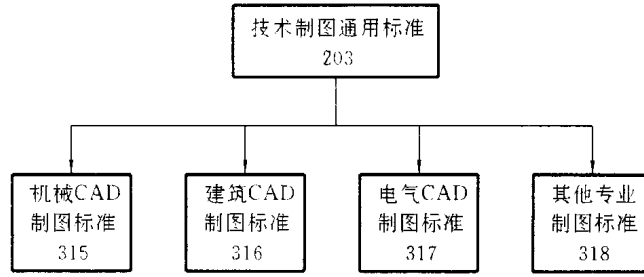 技术制图通用标准
203
机械CAD
制图标准
315
建筑CAD
制图标准
316
电气CAD
制图标准
317
其他专业
制图标准
318